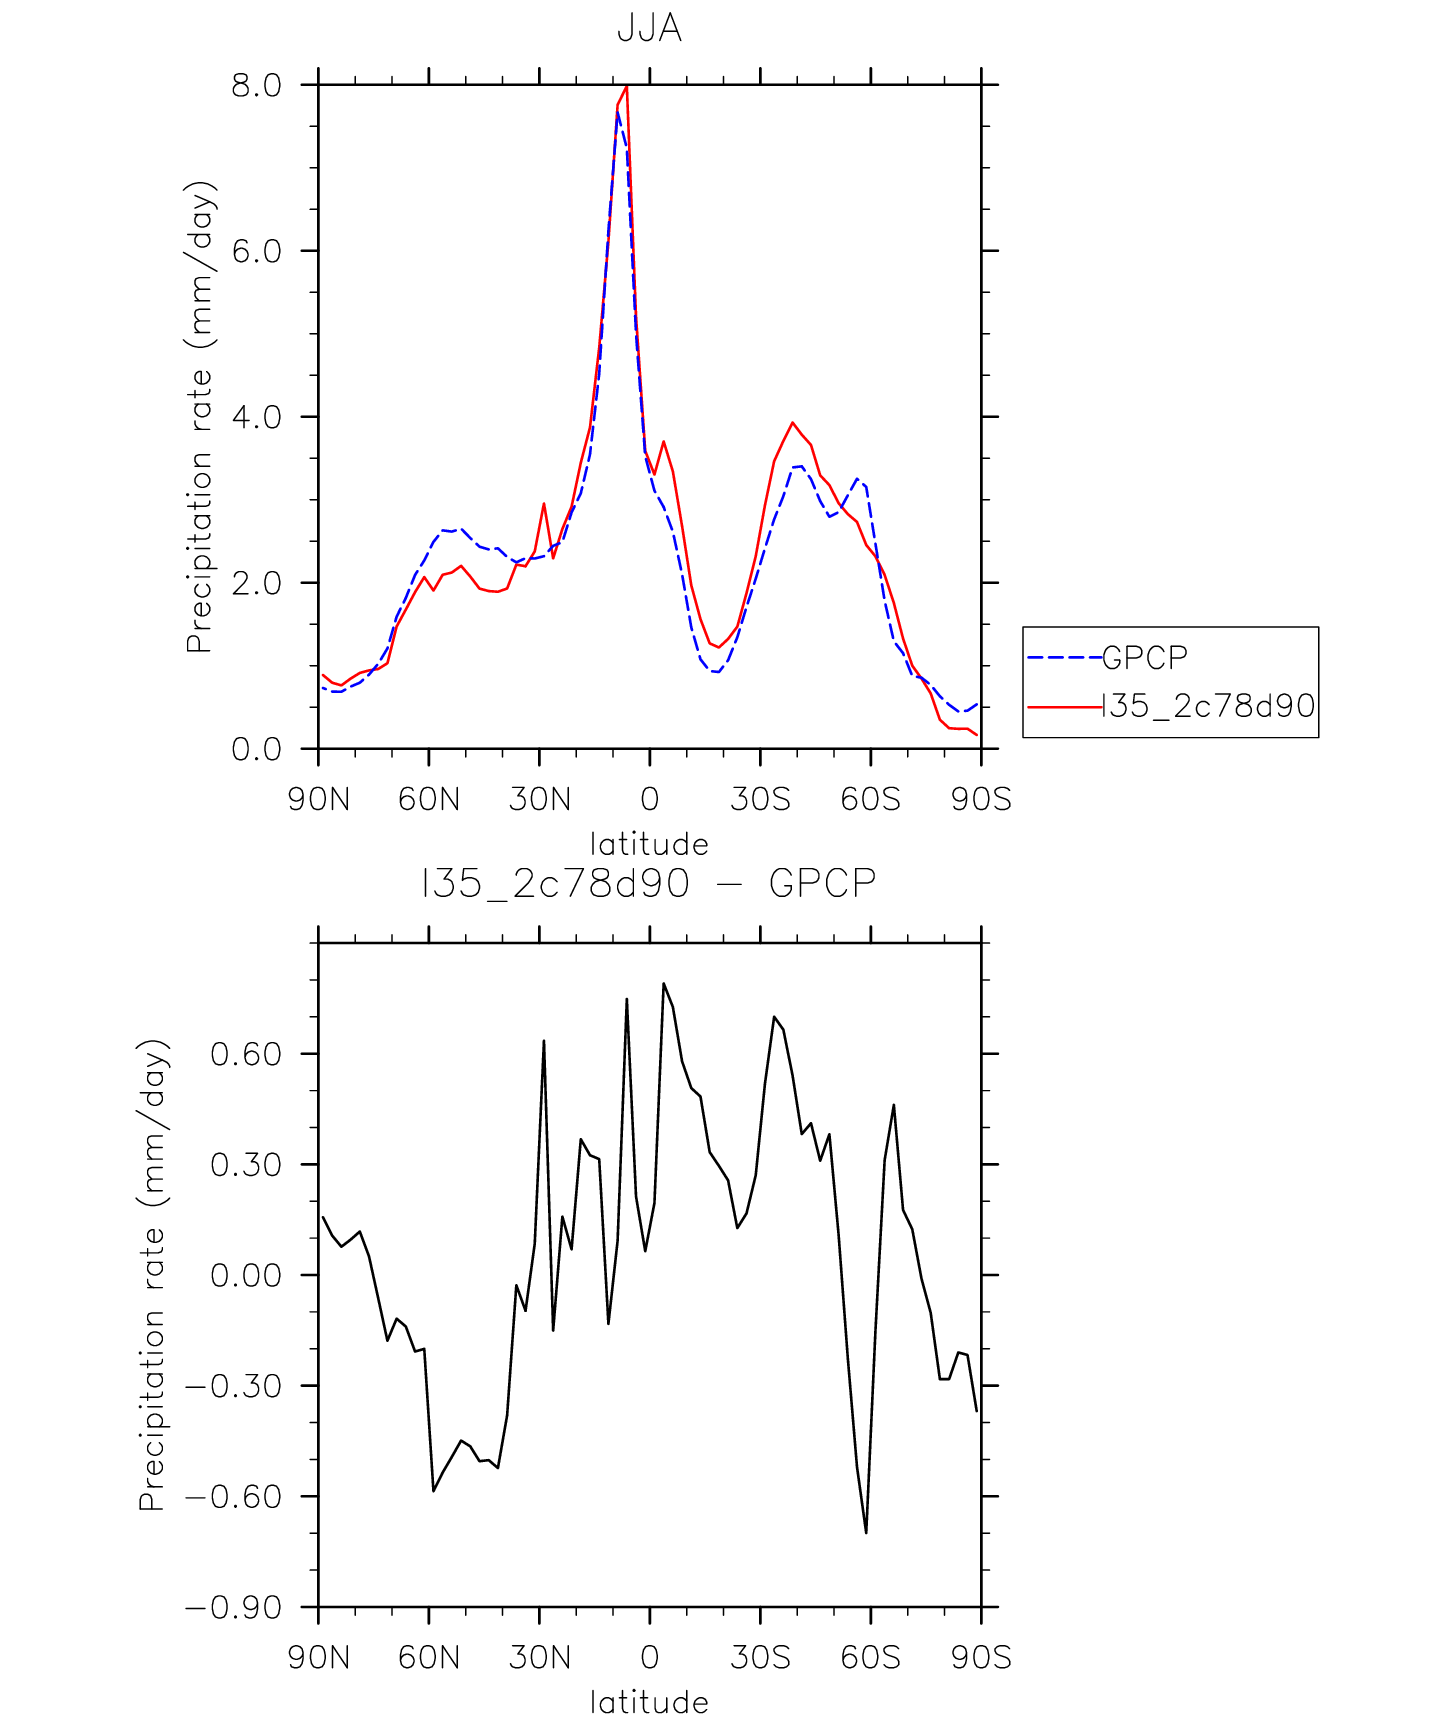 JJA
Precipitation rate (mm/day)
8.0
6.0
4.0
2.0
0.0
90N 60N 30N 0 30S 60S 90S
latitude
GPCP
I35_2c78d90
I35_2c78d90 − GPCP
Precipitation rate (mm/day)
0.60
0.30
0.00
−0.30
−0.60
−0.90
90N 60N 30N 0 30S 60S 90S
latitude